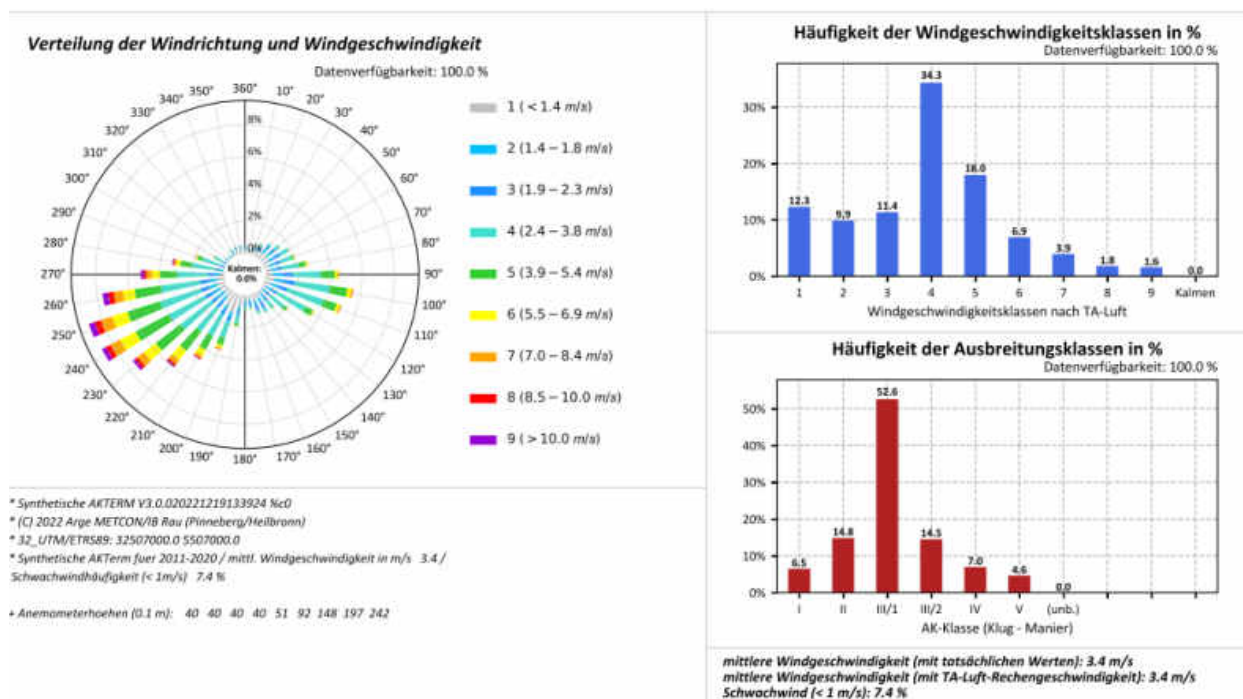 Verteilung der Windrichtung und Windgeschwindigkeit
Datenverfügbarkeit: 100.0 %
360°
10°
20°
30°
40°
50°
60°
70°
80°
90°
100°
110°
120°
130°
140°
150°
160°
170°
180°
190°
200°
210°
220°
230°
240°
250°
260°
270°
280°
290°
300°
310°
320°
330°
340°
350°
8%
6%
4%
2%
0%
Kalmen:
0.0%
1 ( < 1.4 m/s)
2 (1.4 – 1.8 m/s)
3 (1.9 – 2.3 m/s)
4 (2.4 – 3.8 m/s)
5 (3.9 – 5.4 m/s)
6 (5.5 – 6.9 m/s)
7 (7.0 – 8.4 m/s)
8 (8.5 – 10.0 m/s)
9 ( > 10.0 m/s)
* Synthetische AKTERM V3.0.020221219133924 %c0
* (C) 2022 Arge METCON/IB Rau (Pinneberg/Heilbronn)
* 32_UTM/ETRS89: 32507000.0 5507000.0
* Synthetische AKTerm fuer 2011-2020 / mittl. Windgeschwindigkeit in m/s 3.4 /
Schwachwindhäufigkeit (< 1m/s) 7.4 %
+ Anemometerhoehen (0.1 m): 40 40 40 40 51 92 148 197 242
Häufigkeit der Windgeschwindigkeitsklassen in %
Datenverfügbarkeit: 100.0 %
30%
20%
10%
0%
12.3
9.9
11.4
34.3
18.0
6.9
3.9
1.8
1.6
0.0
1 2 3 4 5 6 7 8 9 Kalmen
Windgeschwindigkeitsklassen nach TA-Luft
Häufigkeit der Ausbreitungsklassen in %
Datenverfügbarkeit: 100.0 %
50%
40%
30%
20%
10%
0%
6.5
14.8
52.6
14.5
7.0
4.6
0.0
I II III/1 III/2 IV V (unb.)
AK-Klasse (Klug - Manier)
mittlere Windgeschwindigkeit (mit tatsächlichen Werten): 3.4 m/s
mittlere Windgeschwindigkeit (mit TA-Luft-Rechengeschwindigkeit): 3.4 m/s
Schwachwind (< 1 m/s): 7.4 %